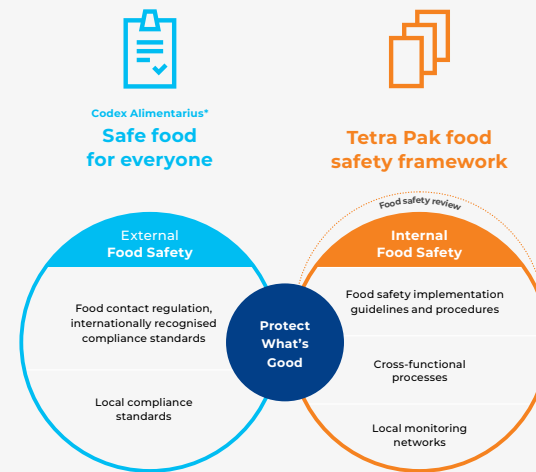 Codex Alimentarius*
Safe food
for everyone
Tetra Pak food
safety framework
Food safety review
External
Food Safety
Internal
Food Safety
Food contact regulation,
internationally recognised
compliance standards
Local compliance
standards
Protect
What's
Good
Food safety implementation
guidelines and procedures
Cross-functional
processes
Local monitoring
networks